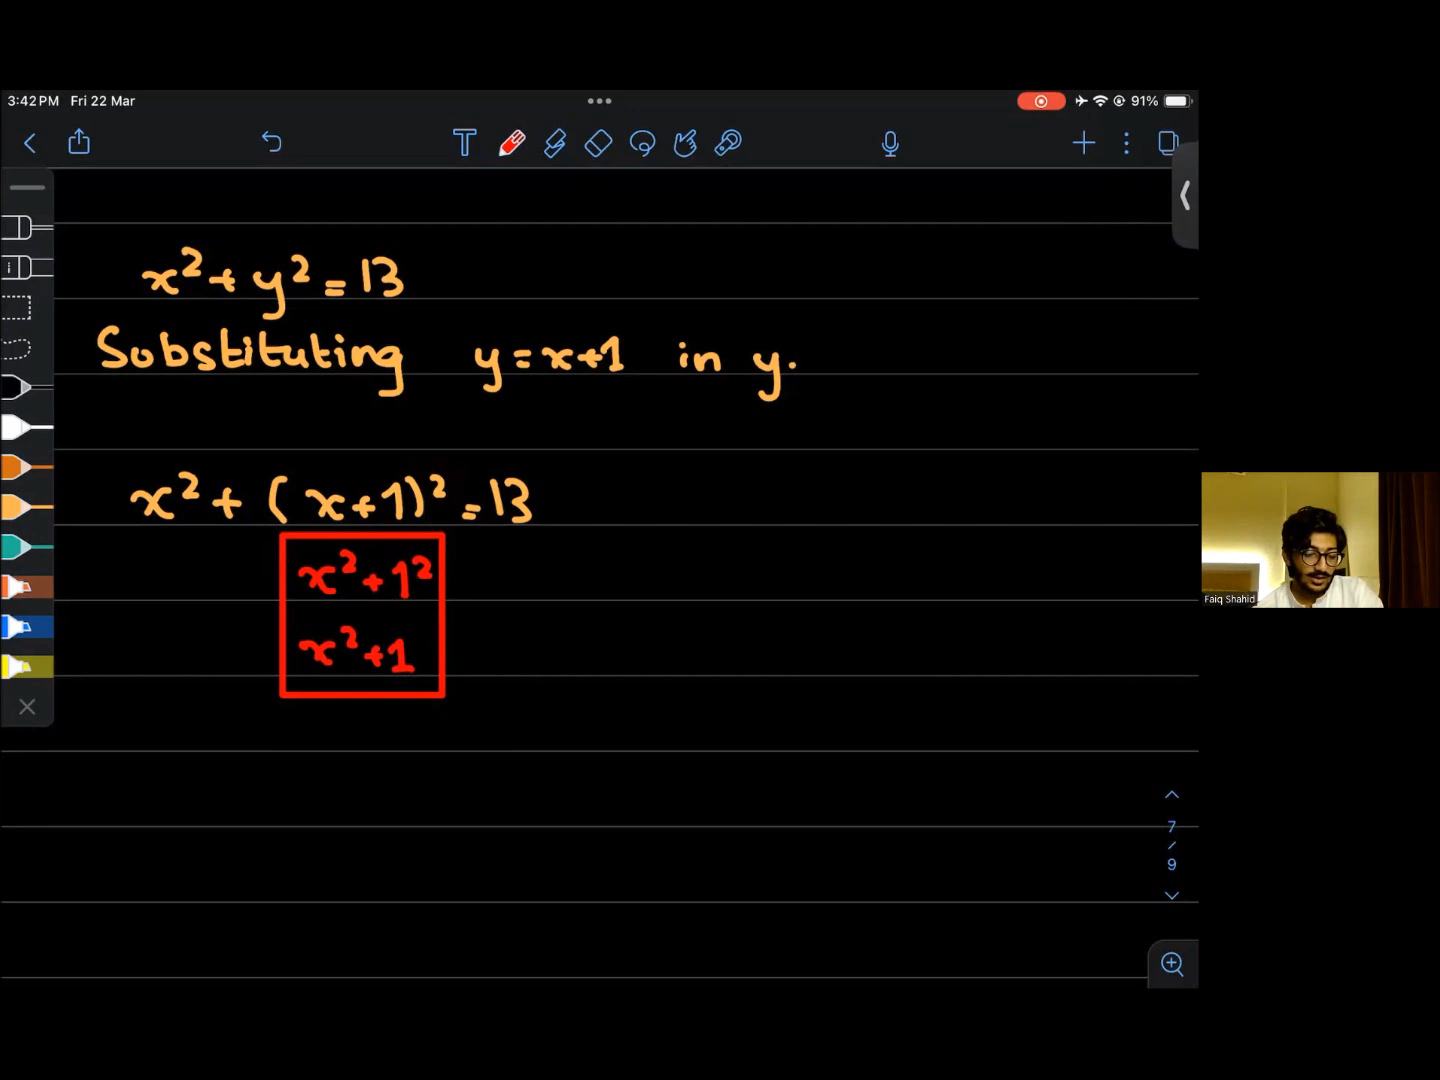 3:42 PM Fri 22 Mar
91%
x² + y² = 13
Substituting y = x+1 in y.
x² + (x+1)² = 13
x² + 1²
x² + 1
Faiq Shahid
7
/
9